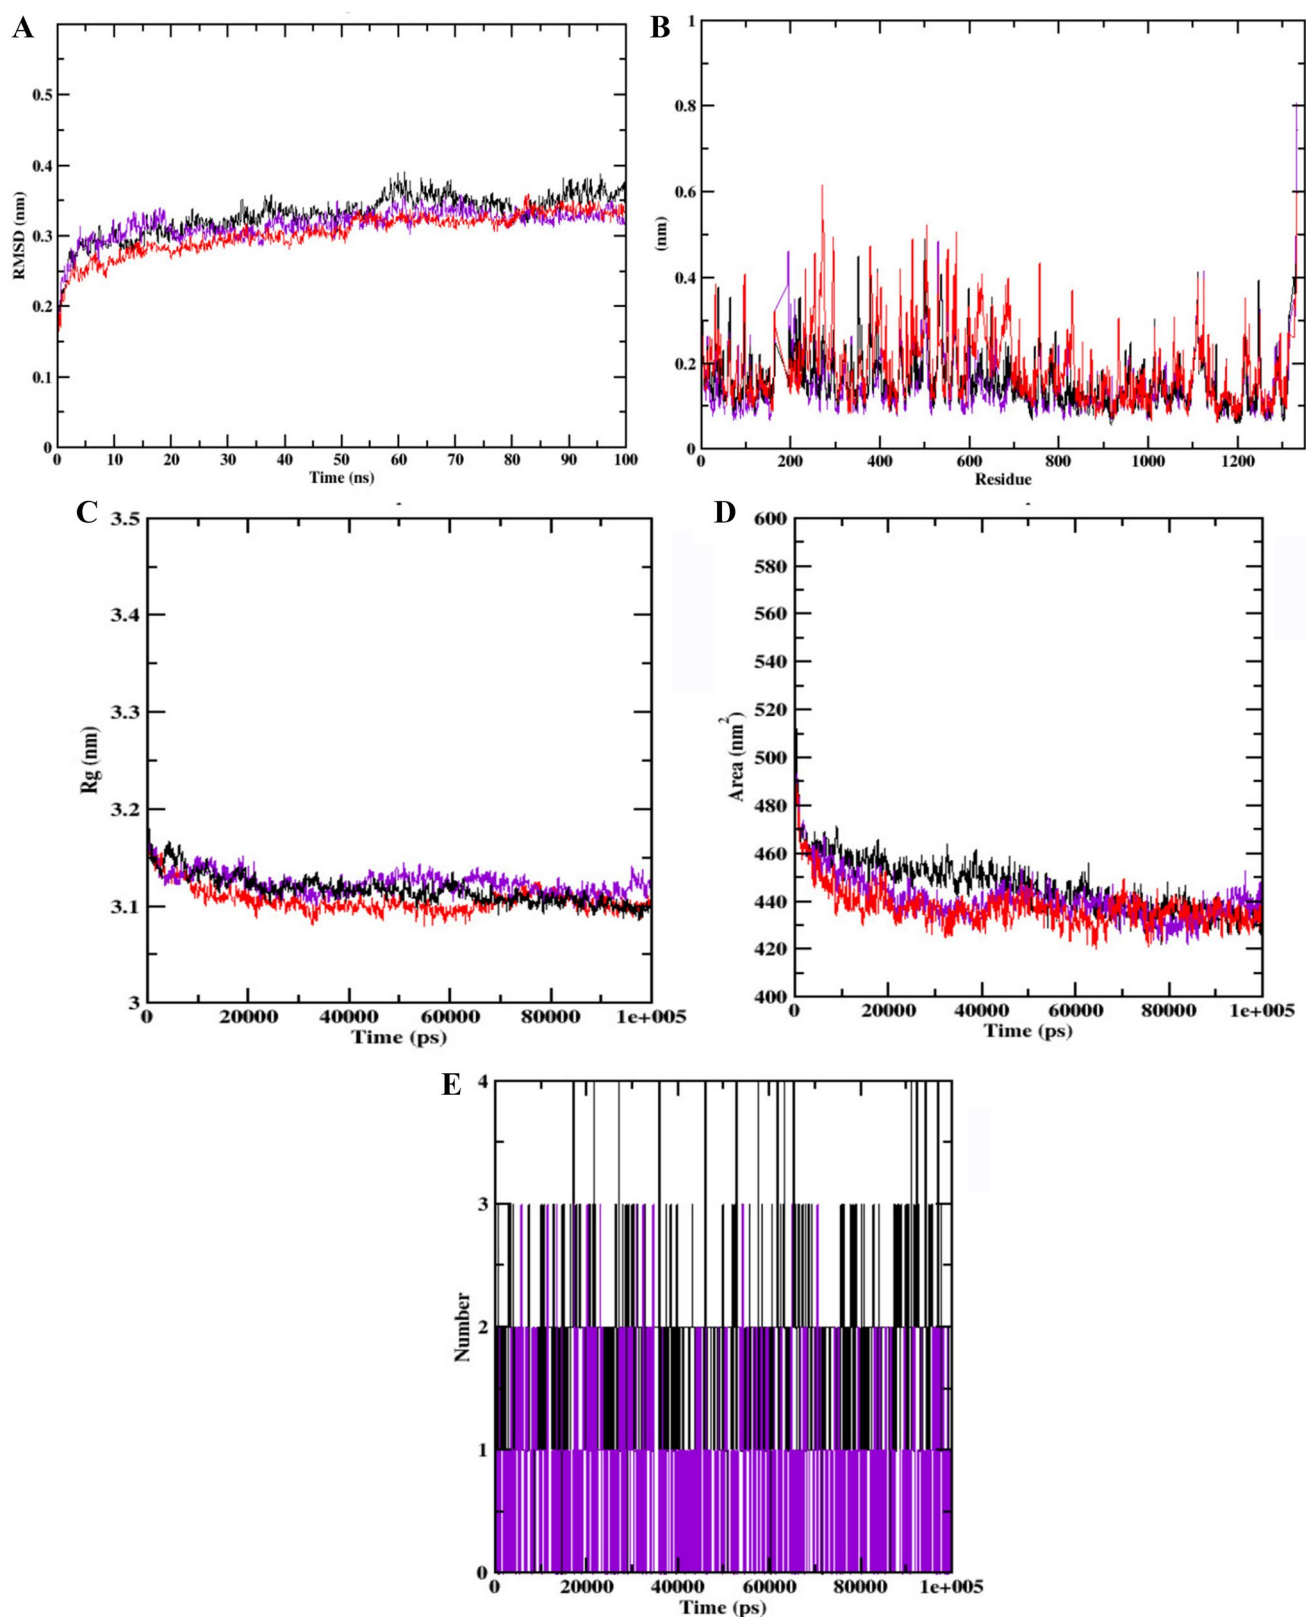 A
B
0.5
0.4
0.3
0.2
0.1
0
RMSD (nm)
0 10 20 30 40 50 60 70 80 90 100
Time (ns)
1
0.8
0.6
0.4
0.2
0
(nm)
0 200 400 600 800 1000 1200
Residue
C
D
3.5
3.4
3.3
3.2
3.1
3
Rg (nm)
0 20000 40000 60000 80000 1e+005
Time (ps)
600
580
560
540
520
500
480
460
440
420
400
Area (nm²)
0 20000 40000 60000 80000 1e+005
Time (ps)
E
4
3
2
1
0
Number
0 20000 40000 60000 80000 1e+005
Time (ps)